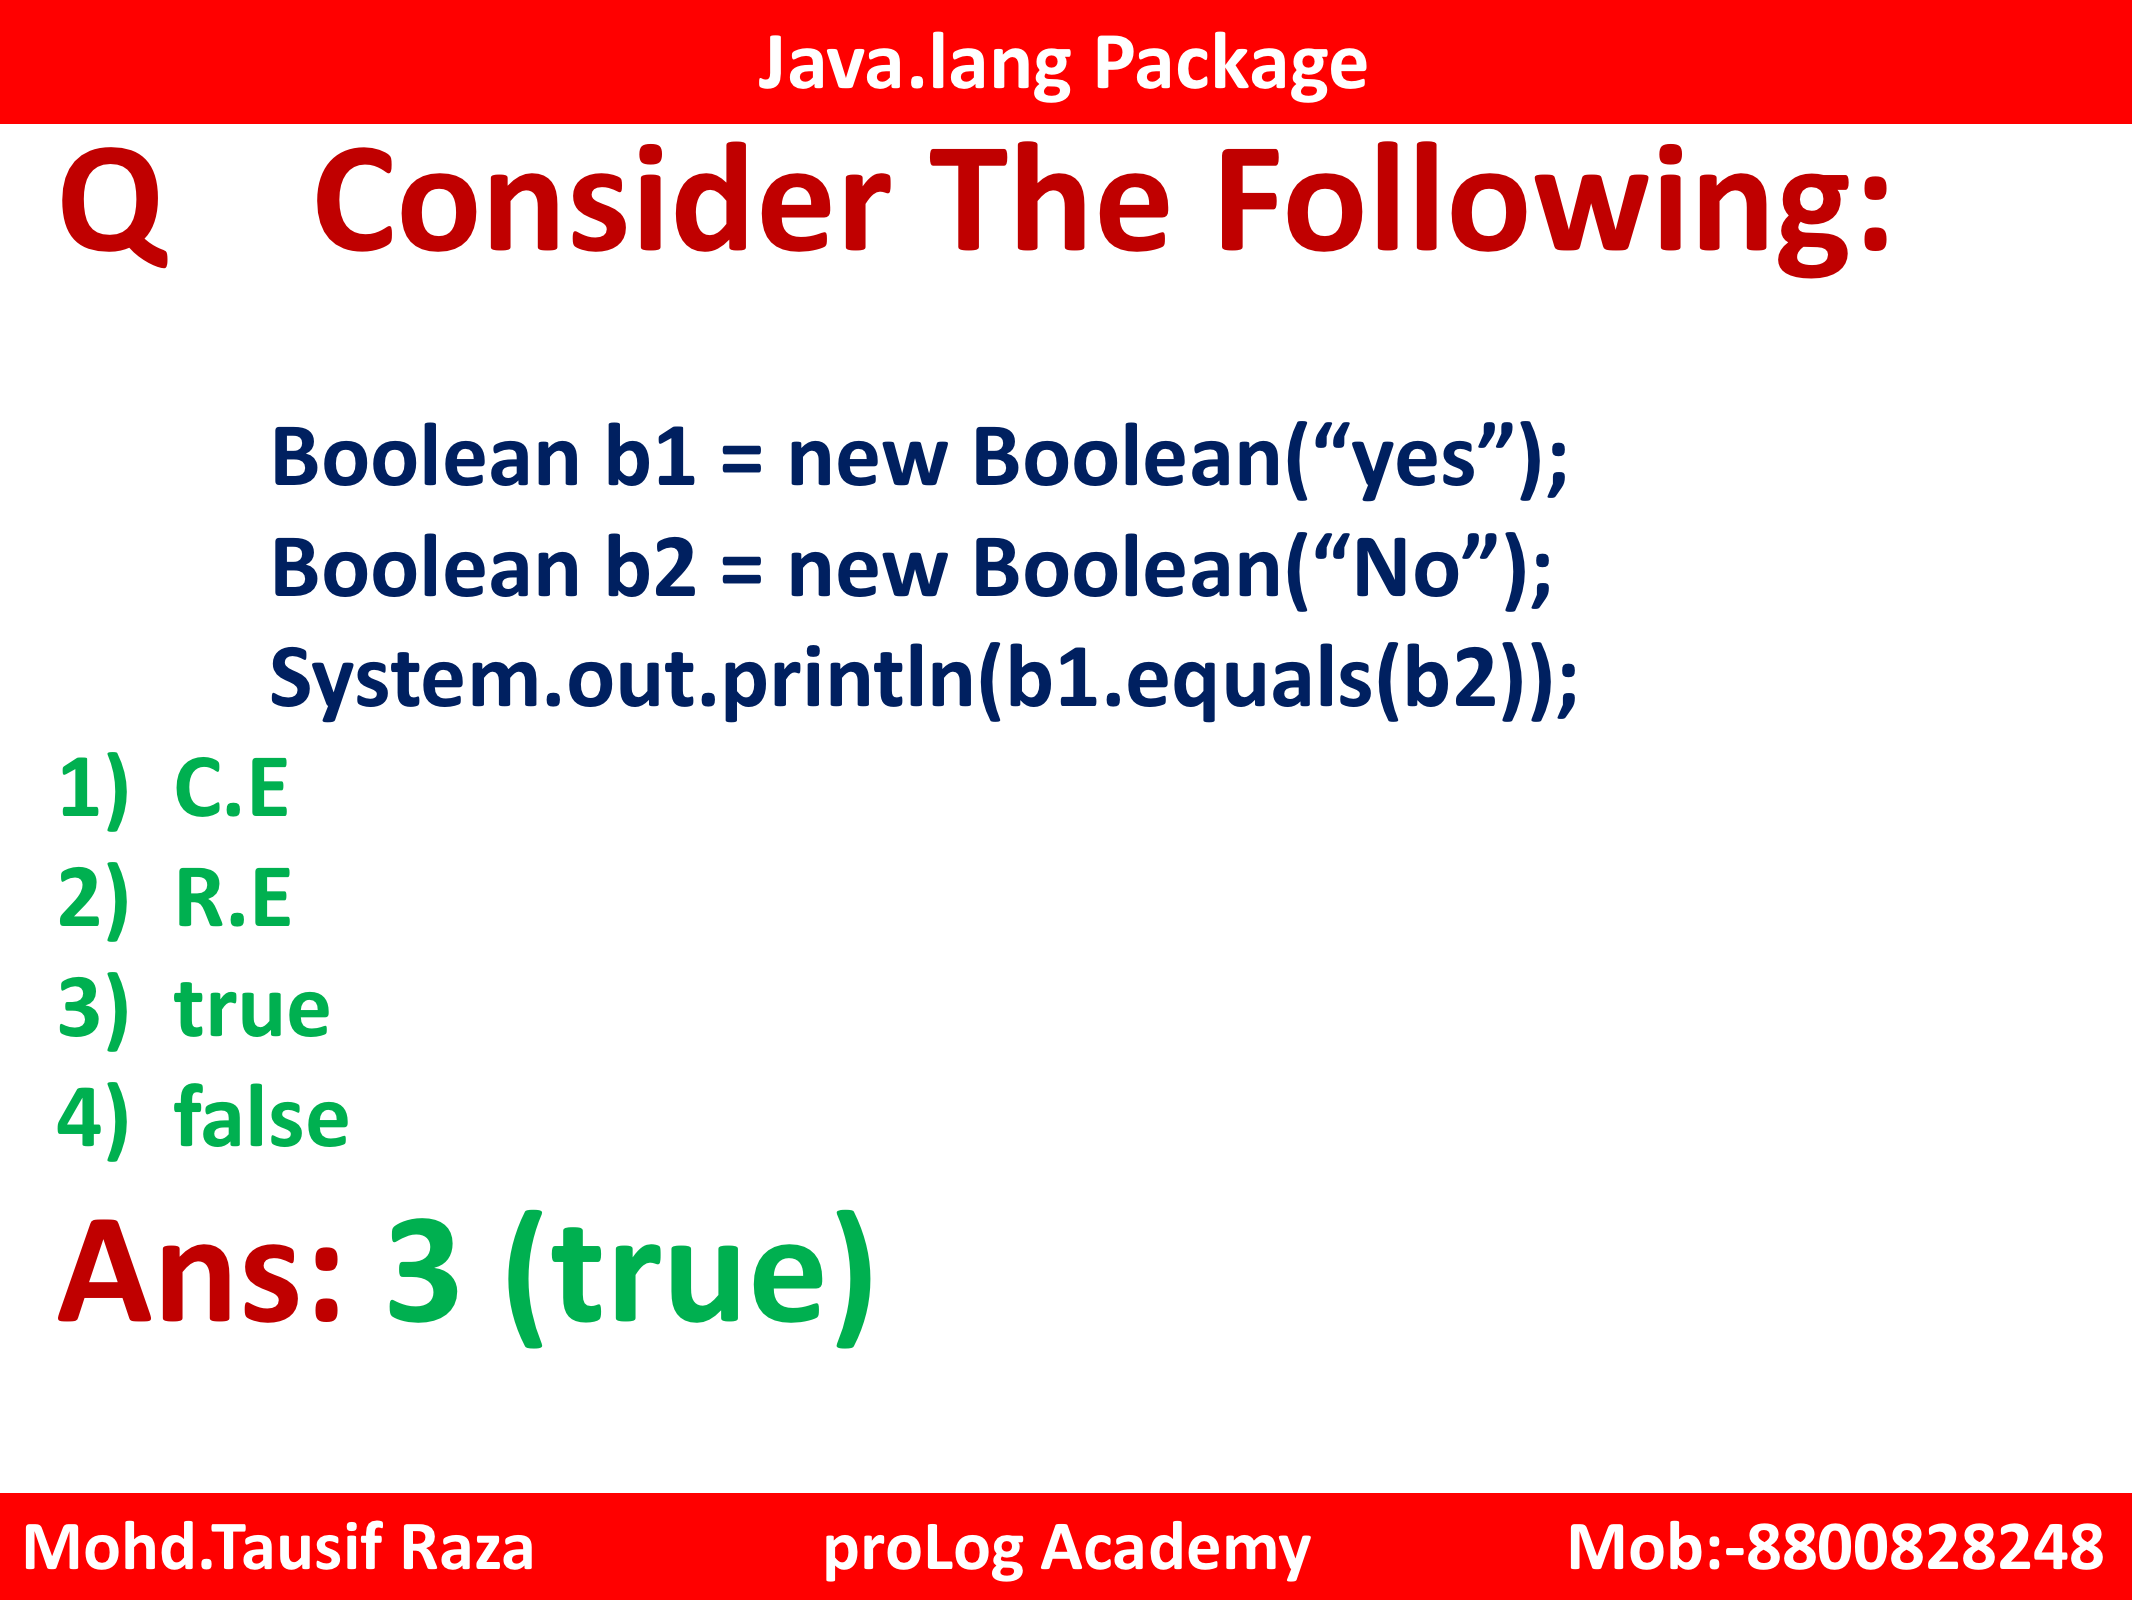 Java.lang Package
Q Consider The Following:
Boolean b1 = new Boolean(“yes”);
Boolean b2 = new Boolean(“No”);
System.out.println(b1.equals(b2));
1) C.E
2) R.E
3) true
4) false
Ans: 3 (true)
Mohd.Tausif Raza proLog Academy Mob:-8800828248